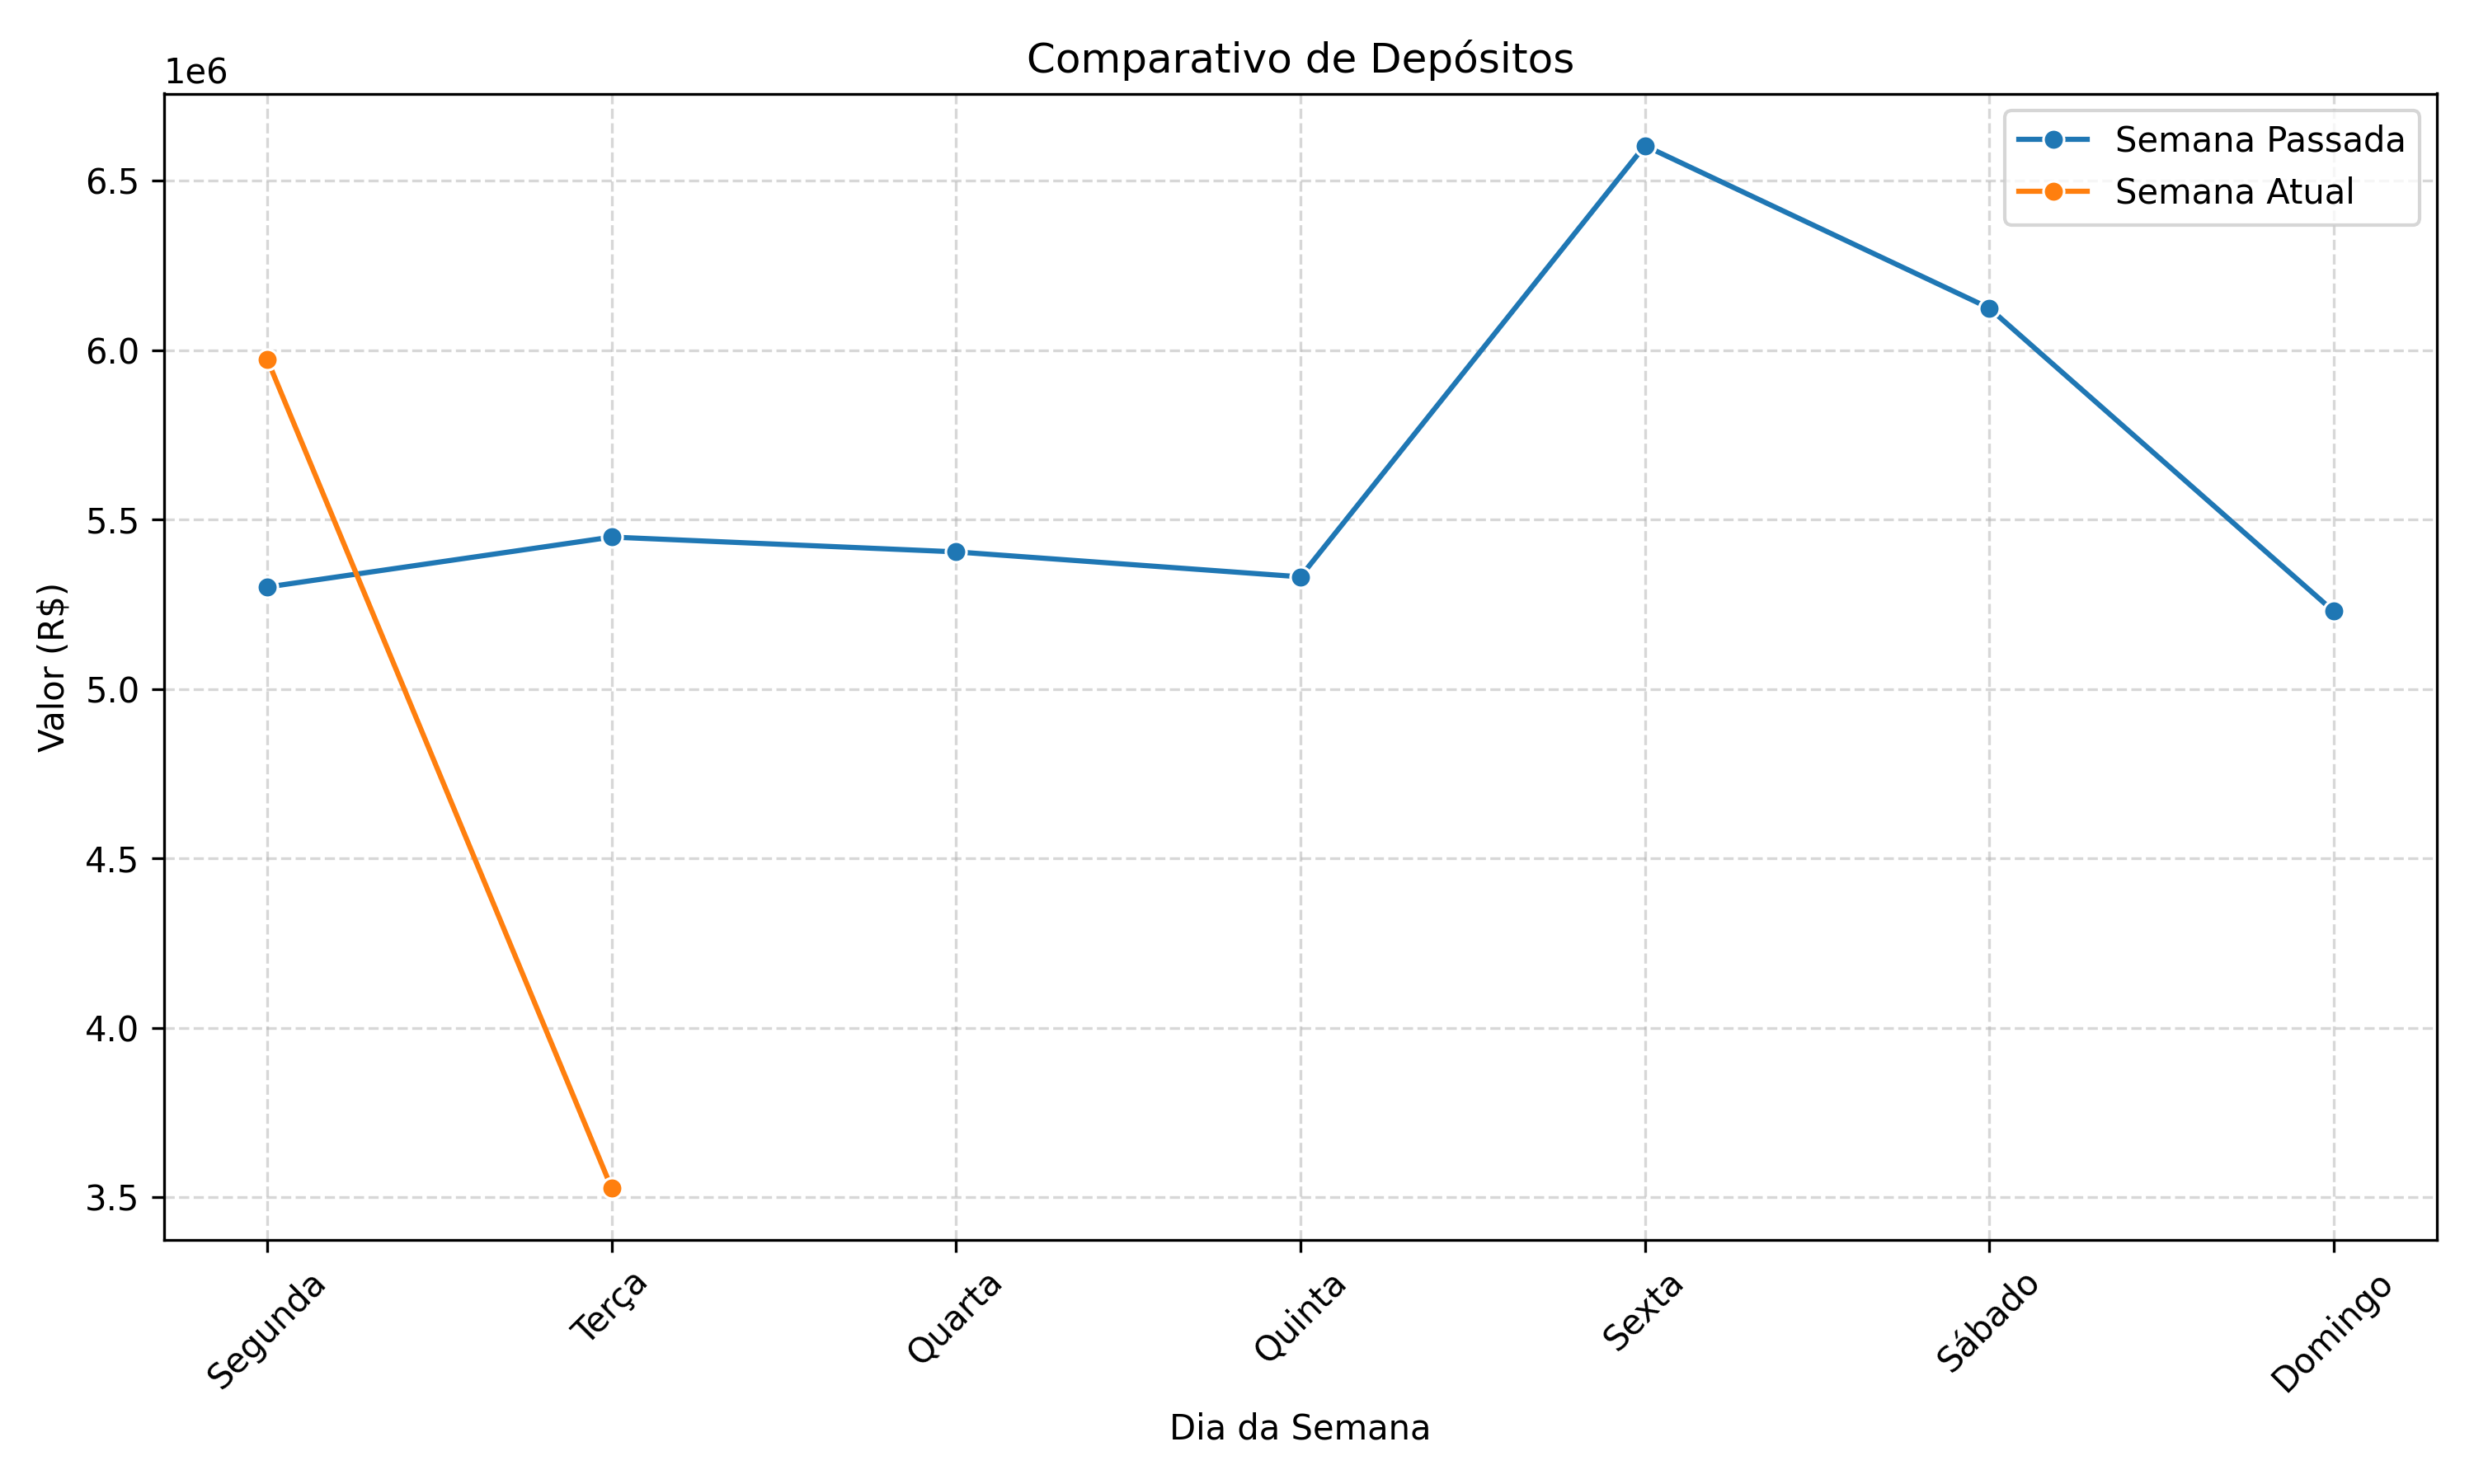 Comparativo de Depósitos
1e6
Semana Passada
Semana Atual
6.5
6.0
5.5
5.0
4.5
4.0
3.5
Valor (R$)
Segunda
Terça
Quarta
Quinta
Sexta
Sábado
Domingo
Dia da Semana